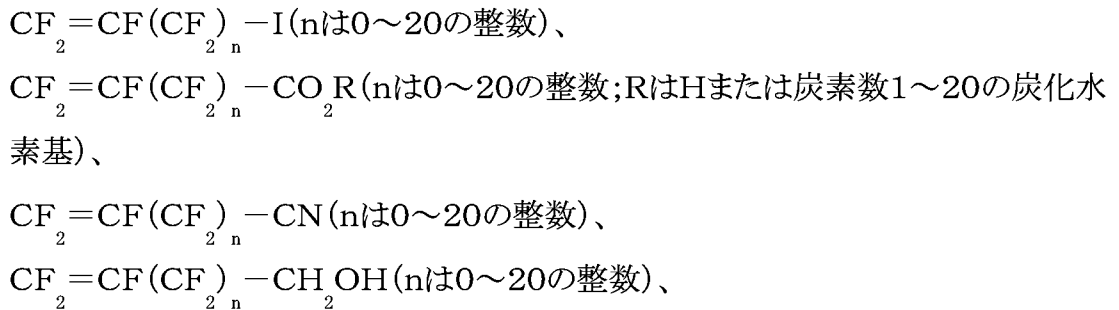 CF₂=CF(CF₂)ₙ−I(nは0～20の整数)、
CF₂=CF(CF₂)ₙ−CO₂R(nは0～20の整数;RはHまたは炭素数1～20の炭化水
素基)、
CF₂=CF(CF₂)ₙ−CN(nは0～20の整数)、
CF₂=CF(CF₂)ₙ−CH₂OH(nは0～20の整数)、